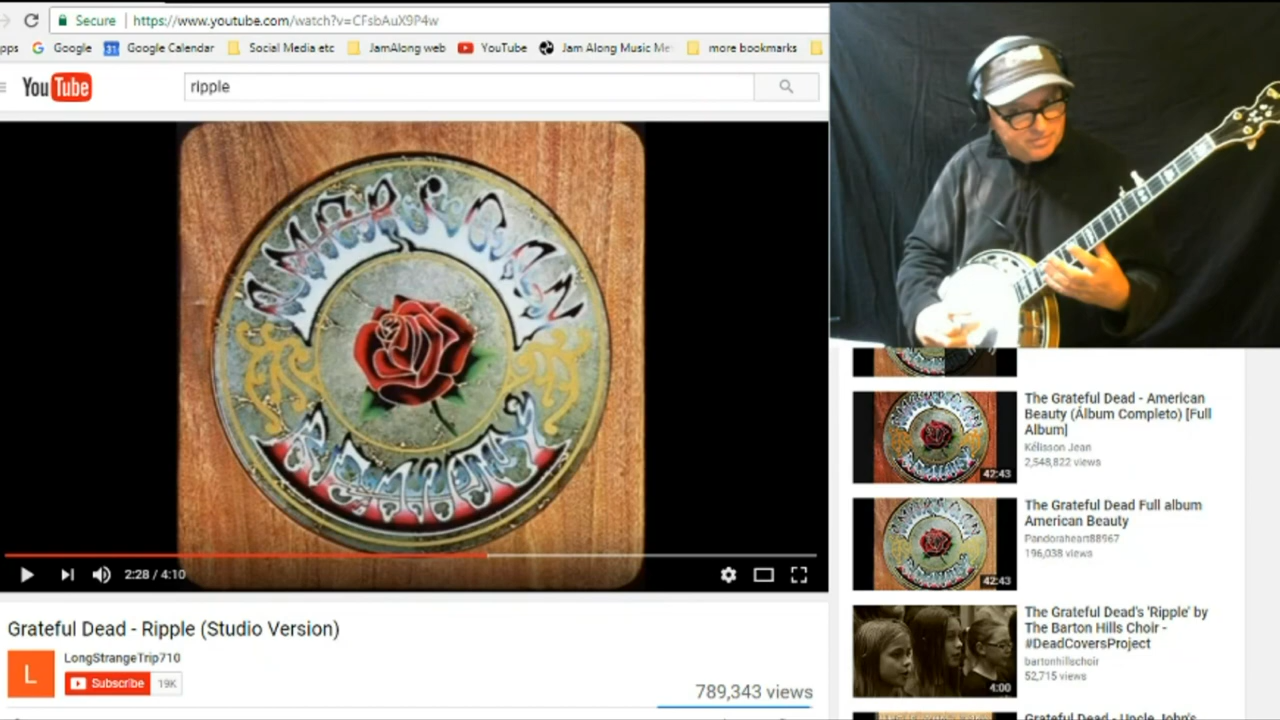 Secure
https://www.youtube.com/watch?v=CFsbAuX9P4w
pps
Google
31
Google Calendar
Social Media etc
JamAlong web
YouTube
Jam Along Music Me
more bookmarks
YouTube
ripple
AMERICAN
BEAUTY
2:28 / 4:10
Grateful Dead - Ripple (Studio Version)
L
LongStrangeTrip710
Subscribe
19K
789,343 views
The Grateful Dead - American
Beauty (Álbum Completo) [Full
Album]
Kélisson Jean
2,548,822 views
42:43
The Grateful Dead Full album
American Beauty
Pandoraheart88967
196,038 views
42:43
The Grateful Dead's 'Ripple' by
The Barton Hills Choir -
#DeadCoversProject
bartonhillschoir
52,715 views
4:00
Grateful Dead - Uncle John's